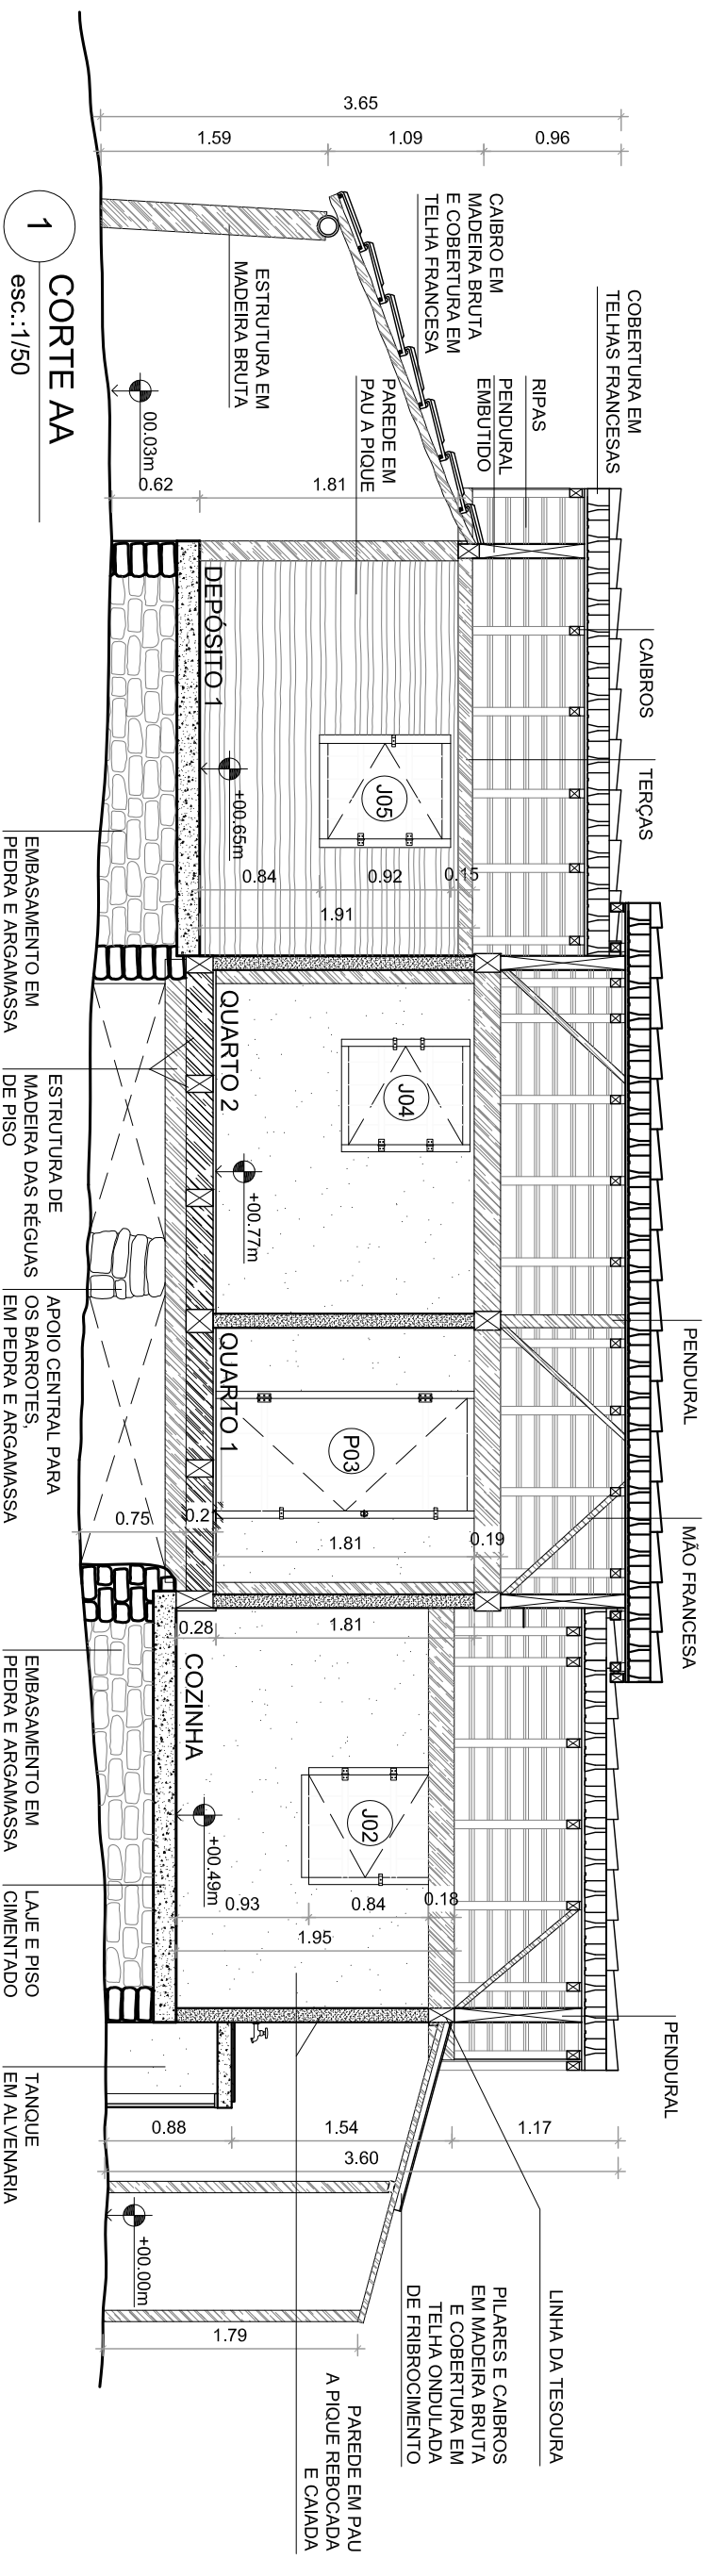 3.65
1.59
1.09
0.96
CAIBRO EM
MADEIRA BRUTA
E COBERTURA EM
TELHA FRANCESA
COBERTURA EM
TELHAS FRANCESAS
RIPAS
PENDURAL
EMBUTIDO
ESTRUTURA EM
MADEIRA BRUTA
PAREDE EM
PAU A PIQUE
00.03m
0.62
1.81
CAIBROS
TERÇAS
DEPÓSITO 1
+00.65m
J05
0.84
0.92
0.15
1.91
QUARTO 2
+00.77m
J04
PENDURAL
QUARTO 1
P03
MÃO FRANCESA
0.75
0.2
1.81
0.19
0.28
1.81
COZINHA
+00.49m
J02
0.93
0.84
0.18
1.95
PENDURAL
0.88
1.54
1.17
3.60
+00.00m
1.79
LINHA DA TESOURA
PILARES E CAIBROS
EM MADEIRA BRUTA
E COBERTURA EM
TELHA ONDULADA
DE FRIBROCIMENTO
PAREDE EM PAU
A PIQUE REBOCADA
E CAIADA
EMBASAMENTO EM
PEDRA E ARGAMASSA
ESTRUTURA DE
MADEIRA DAS RÉGUAS
DE PISO
APOIO CENTRAL PARA
OS BARROTES,
EM PEDRA E ARGAMASSA
EMBASAMENTO EM
PEDRA E ARGAMASSA
LAJE E PISO
CIMENTADO
TANQUE
EM ALVENARIA
1
CORTE AA
esc.:1/50